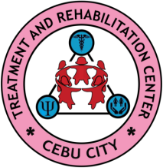 TREATMENT AND REHABILITATION CENTER
* CEBU CITY *